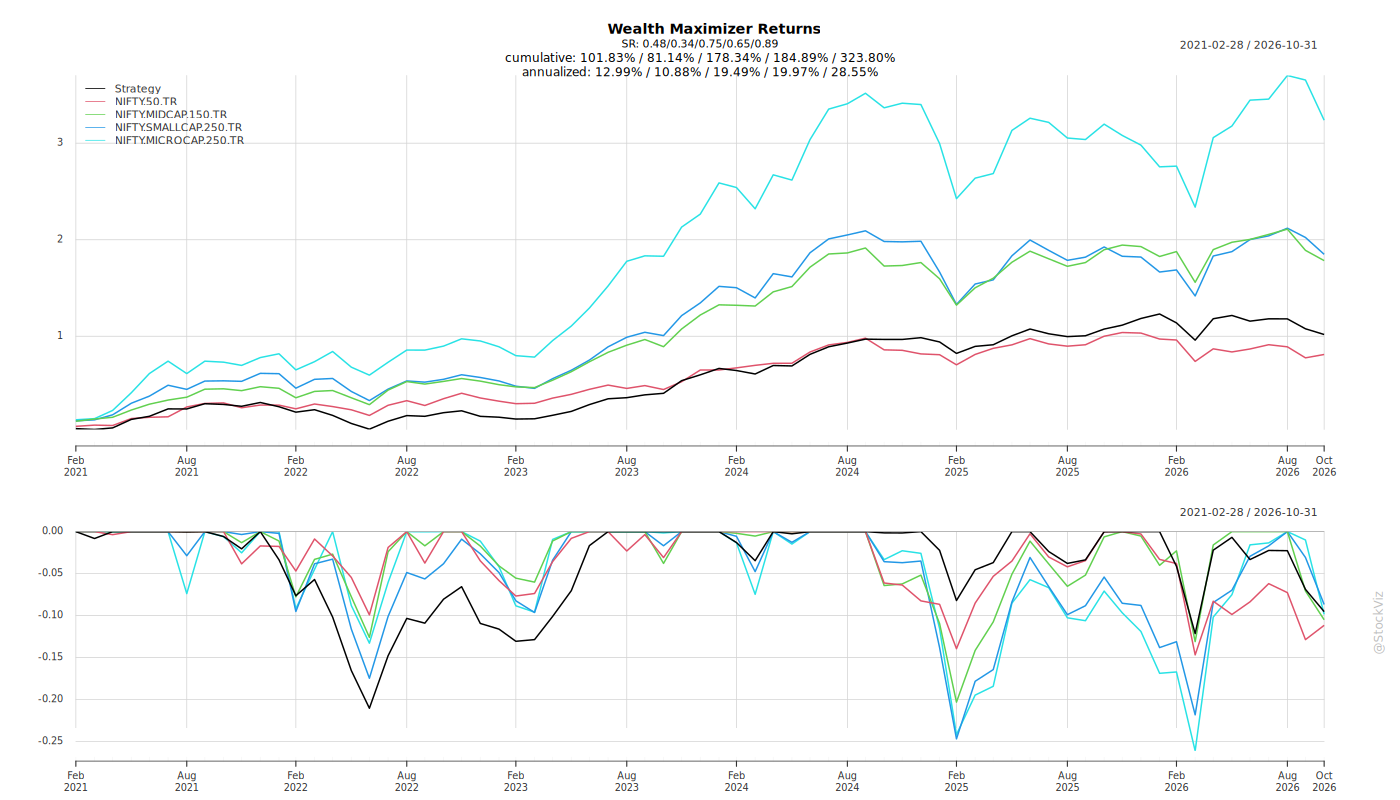 Wealth Maximizer Returns
SR: 0.48/0.34/0.75/0.65/0.89
cumulative: 101.83% / 81.14% / 178.34% / 184.89% / 323.80%
annualized: 12.99% / 10.88% / 19.49% / 19.97% / 28.55%
2021-02-28 / 2026-10-31
Strategy
NIFTY.50.TR
NIFTY.MIDCAP.150.TR
NIFTY.SMALLCAP.250.TR
NIFTY.MICROCAP.250.TR
3
2
1
Feb Aug Feb Aug Feb Aug Feb Aug Feb Aug Feb Aug Oct
2021 2021 2022 2022 2023 2023 2024 2024 2025 2025 2026 2026 2026
2021-02-28 / 2026-10-31
0.00
-0.05
-0.10
-0.15
-0.20
-0.25
Feb Aug Feb Aug Feb Aug Feb Aug Feb Aug Feb Aug Oct
2021 2021 2022 2022 2023 2023 2024 2024 2025 2025 2026 2026 2026
@StockViz